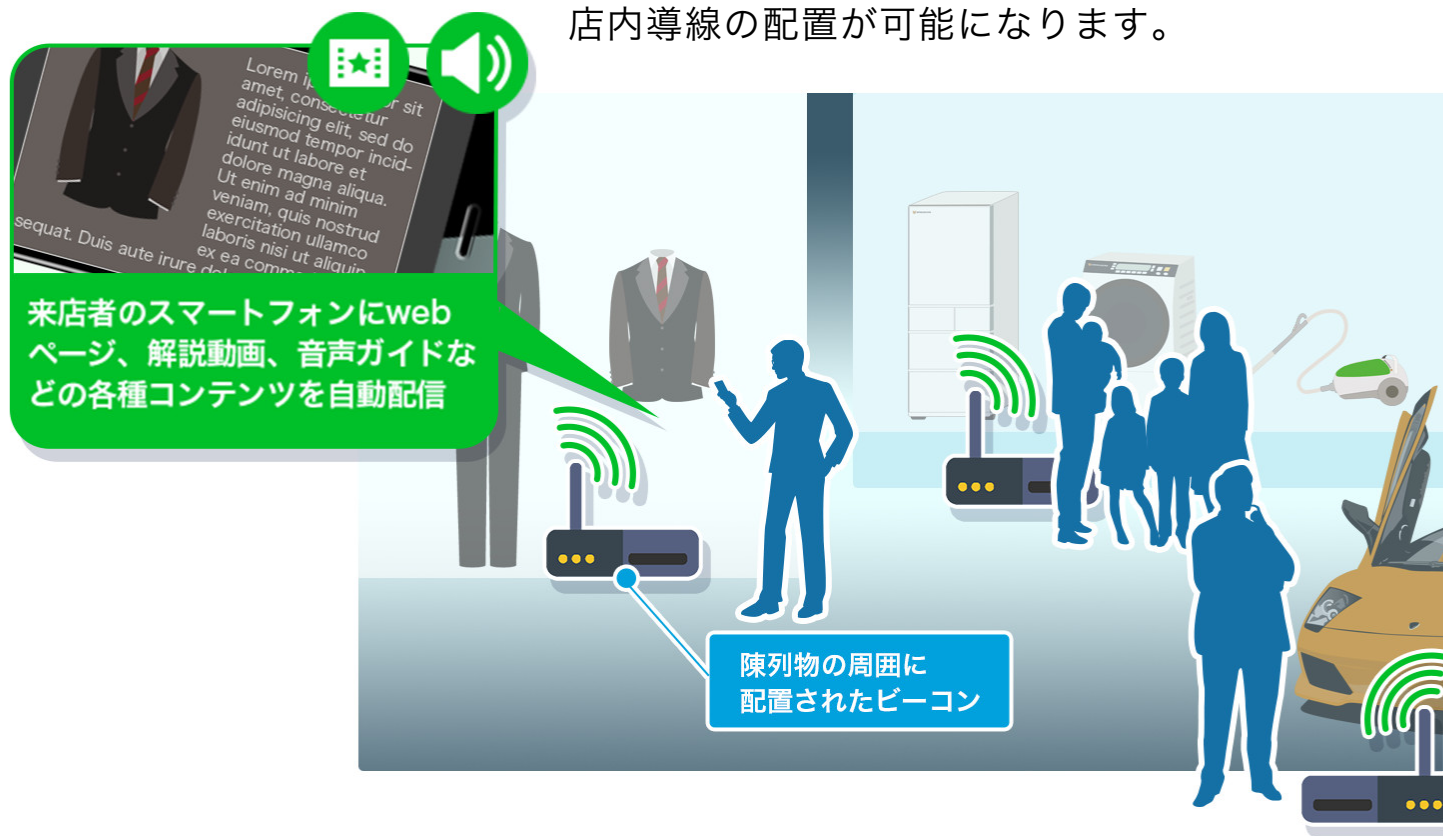 店内導線の配置が可能になります。
Lorem ip
r sit
amet, consectetur
adipisicing elit, sed do
eiusmod tempor incid-
idunt ut labore et
dolore magna aliqua.
Ut enim ad minim
veniam, quis nostrud
exercitation ullamco
laboris nisi ut aliquip
ex ea comm
sequat. Duis aute irure
来店者のスマートフォンにweb
ページ、解説動画、音声ガイドな
どの各種コンテンツを自動配信
陳列物の周囲に
配置されたビーコン